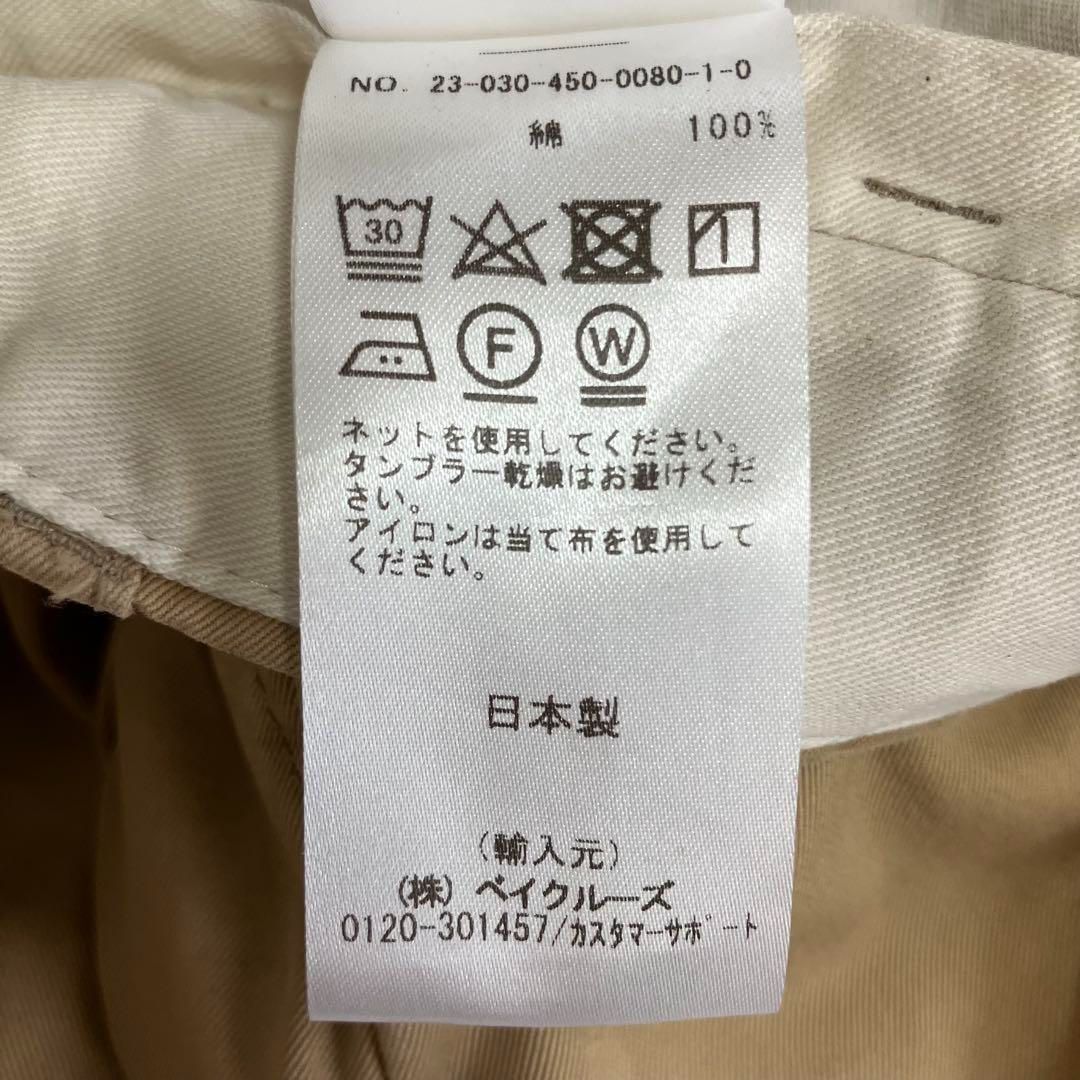 NO. 23-030-450-0080-1-0
綿 100%
30
F W
ネットを使用してください。
タンブラー乾燥はお避けくだ
さい。
アイロンは当て布を使用して
ください。
日本製
(輸入元)
(株) ベイクルーズ
0120-301457/カスタマーサポート